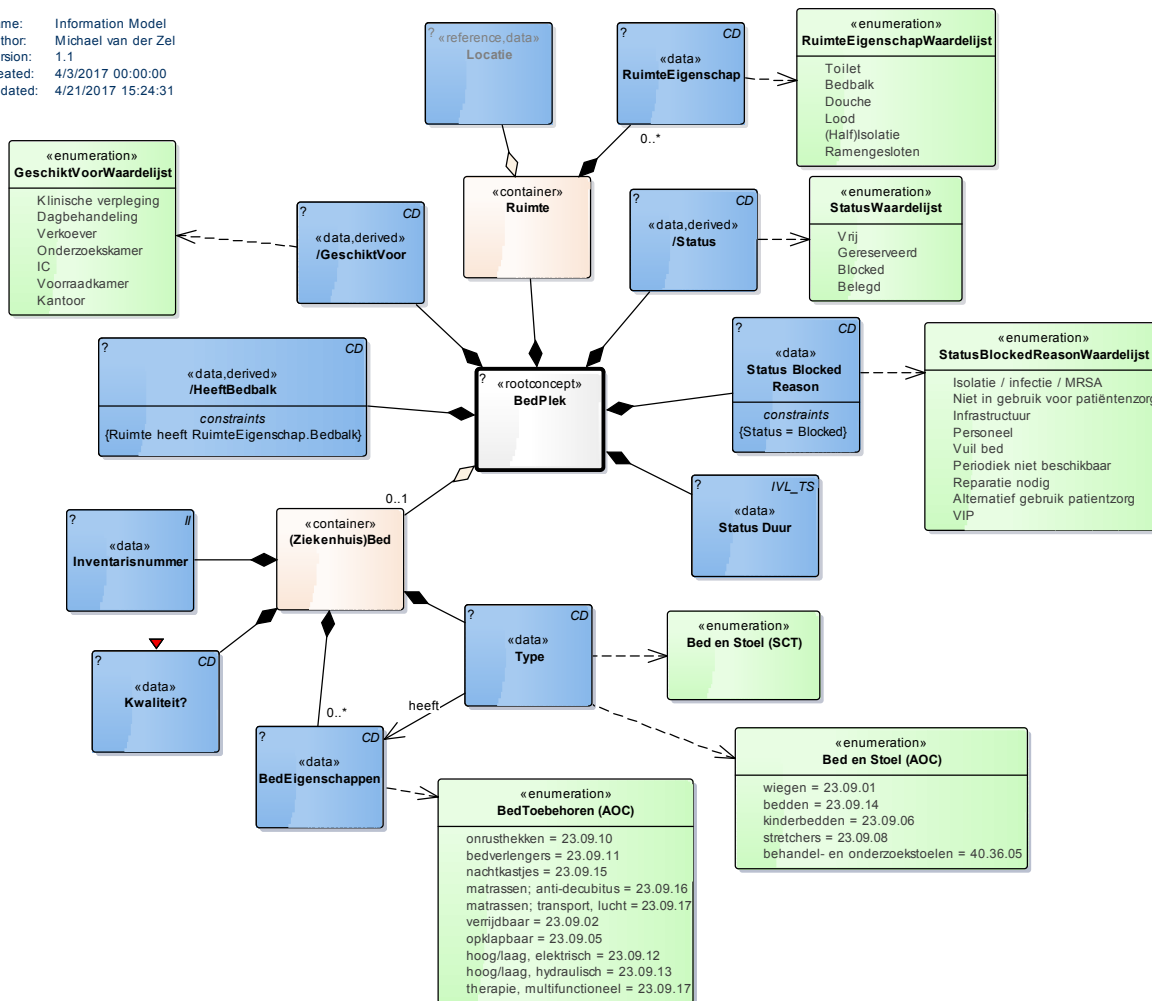 me: Information Model
thor: Michael van der Zel
rsion: 1.1
eated: 4/3/2017 00:00:00
dated: 4/21/2017 15:24:31
?
«reference,data»
Locatie
? CD
«data»
RuimteEigenschap
0..*
«enumeration»
RuimteEigenschapWaardelijst
Toilet
Bedbalk
Douche
Lood
(Half)Isolatie
Ramengesloten
«enumeration»
GeschiktVoorWaardelijst
Klinische verpleging
Dagbehandeling
Verkoever
Onderzoekskamer
IC
Voorraadkamer
Kantoor
? CD
«data,derived»
/GeschiktVoor
«container»
Ruimte
? CD
«data,derived»
/Status
«enumeration»
StatusWaardelijst
Vrij
Gereserveerd
Blocked
Belegd
? CD
«data,derived»
/HeeftBedbalk
constraints
{Ruimte heeft RuimteEigenschap.Bedbalk}
?
«rootconcept»
BedPlek
? CD
«data»
Status Blocked
Reason
constraints
{Status = Blocked}
«enumeration»
StatusBlockedReasonWaardelijst
Isolatie / infectie / MRSA
Niet in gebruik voor patiëntenzorg
Infrastructuur
Personeel
Vuil bed
Periodiek niet beschikbaar
Reparatie nodig
Alternatief gebruik patientzorg
VIP
? IVL_TS
«data»
Status Duur
0..1
«container»
(Ziekenhuis)Bed
? II
«data»
Inventarisnummer
? CD
«data»
Kwaliteit?
? CD
«data»
Type
«enumeration»
Bed en Stoel (SCT)
heeft
0..*
? CD
«data»
BedEigenschappen
«enumeration»
Bed en Stoel (AOC)
wiegen = 23.09.01
bedden = 23.09.14
kinderbedden = 23.09.06
stretchers = 23.09.08
behandel- en onderzoekstoelen = 40.36.05
«enumeration»
BedToebehoren (AOC)
onrusthekken = 23.09.10
bedverlengers = 23.09.11
nachtkastjes = 23.09.15
matrassen; anti-decubitus = 23.09.16
matrassen; transport, lucht = 23.09.17
verrijdbaar = 23.09.02
opklapbaar = 23.09.05
hoog/laag, elektrisch = 23.09.12
hoog/laag, hydraulisch = 23.09.13
therapie, multifunctioneel = 23.09.17